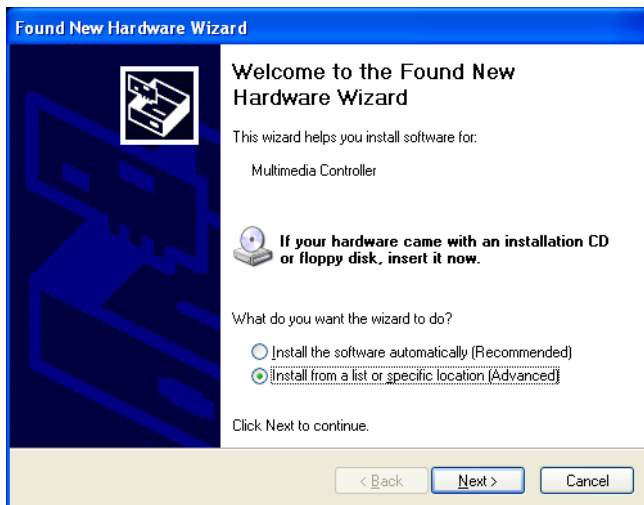 Found New Hardware Wizard
Welcome to the Found New
Hardware Wizard
This wizard helps you install software for:
Multimedia Controller
If your hardware came with an installation CD
or floppy disk, insert it now.
What do you want the wizard to do?
Install the software automatically (Recommended)
Install from a list or specific location (Advanced)
Click Next to continue.
< Back Next > Cancel